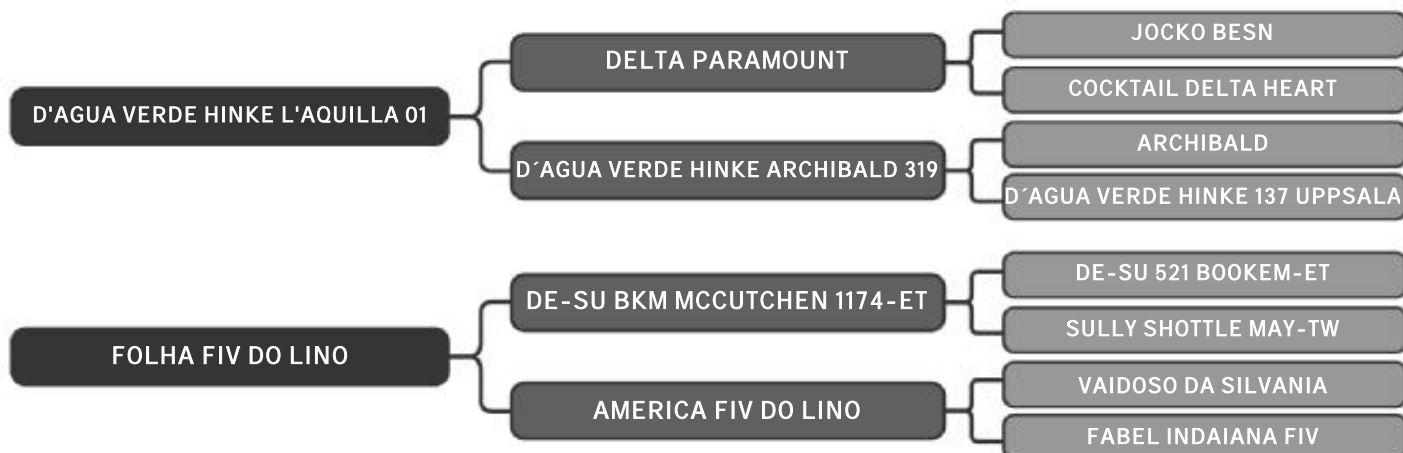 D'AGUA VERDE HINKE L'AQUILLA 01
DELTA PARAMOUNT
JOCKO BESN
COCKTAIL DELTA HEART
D´AGUA VERDE HINKE ARCHIBALD 319
ARCHIBALD
D´AGUA VERDE HINKE 137 UPPSALA
FOLHA FIV DO LINO
DE-SU BKM MCCUTCHEN 1174-ET
DE-SU 521 BOOKEM-ET
SULLY SHOTTLE MAY-TW
AMERICA FIV DO LINO
VAIDOSO DA SILVANIA
FABEL INDAIANA FIV